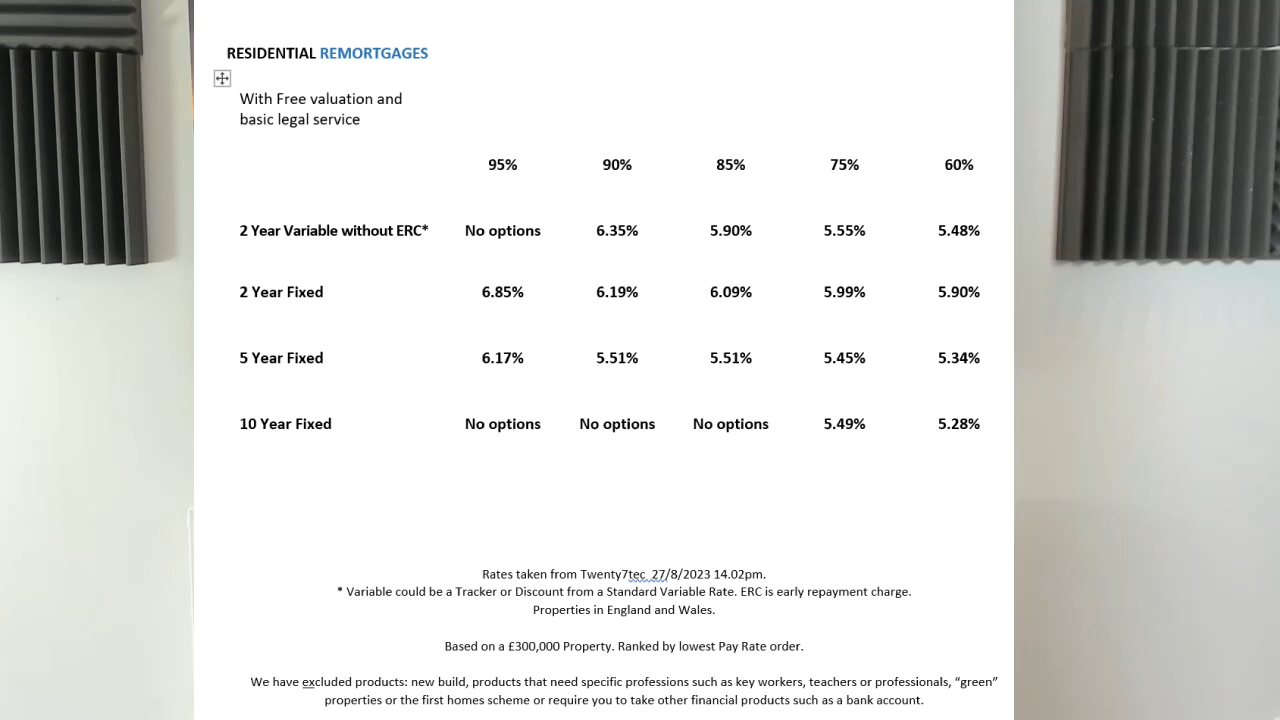 RESIDENTIAL REMORTGAGES
With Free valuation and
basic legal service
95% 90% 85% 75% 60%
2 Year Variable without ERC* No options 6.35% 5.90% 5.55% 5.48%
2 Year Fixed 6.85% 6.19% 6.09% 5.99% 5.90%
5 Year Fixed 6.17% 5.51% 5.51% 5.45% 5.34%
10 Year Fixed No options No options No options 5.49% 5.28%
Rates taken from Twenty7tec 27/8/2023 14.02pm.
* Variable could be a Tracker or Discount from a Standard Variable Rate. ERC is early repayment charge.
Properties in England and Wales.
Based on a £300,000 Property. Ranked by lowest Pay Rate order.
We have excluded products: new build, products that need specific professions such as key workers, teachers or professionals, “green”
properties or the first homes scheme or require you to take other financial products such as a bank account.